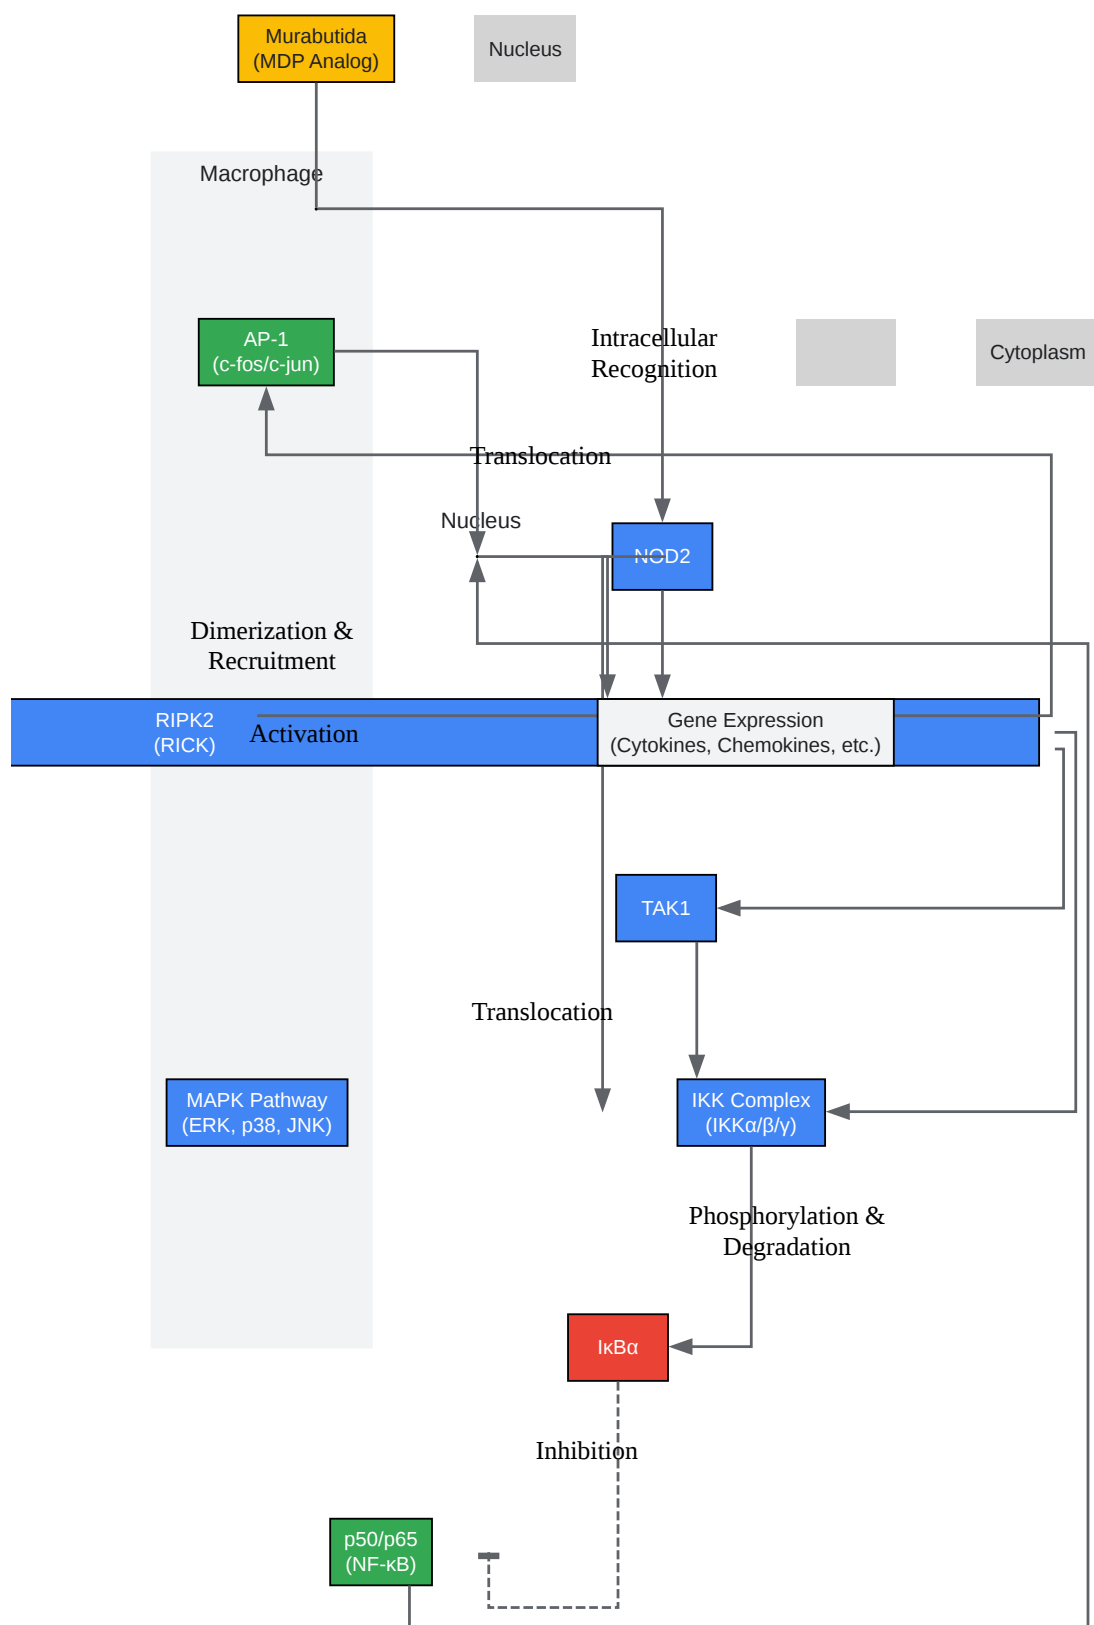 Murabutida
(MDP Analog)
Nucleus
Macrophage
AP-1
(c-fos/c-jun)
Intracellular
Recognition
Cytoplasm
Translocation
Nucleus
NOD2
Dimerization &
Recruitment
RIPK2
(RICK)
Activation
Gene Expression
(Cytokines, Chemokines, etc.)
TAK1
Translocation
MAPK Pathway
(ERK, p38, JNK)
IKK Complex
(IKKα/β/γ)
Phosphorylation &
Degradation
IκBα
Inhibition
p50/p65
(NF-κB)